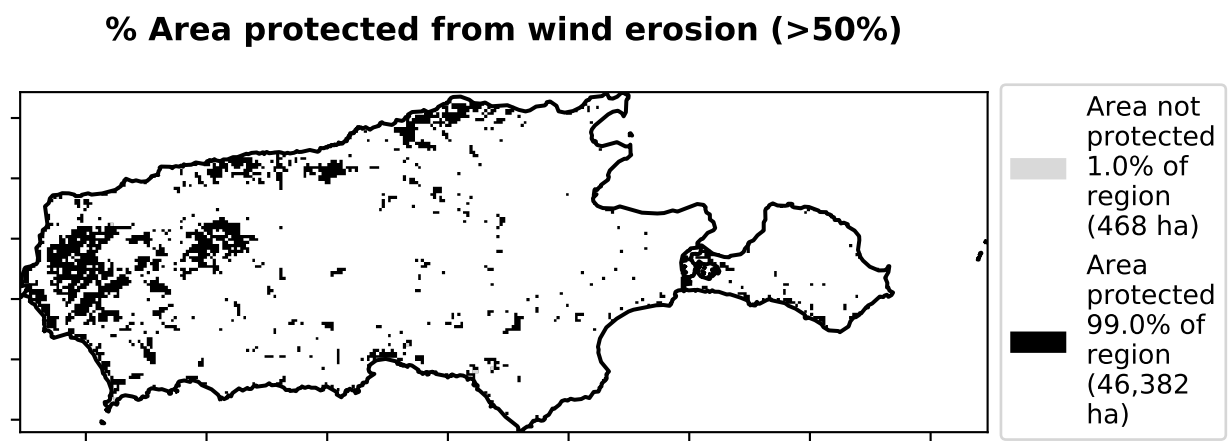 % Area protected from wind erosion (>50%)
Area not
protected
1.0% of
region
(468 ha)
Area
protected
99.0% of
region
(46,382
ha)